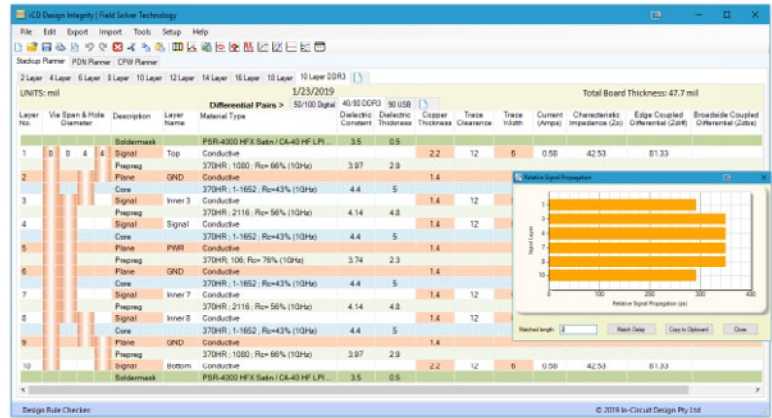 iCD Design Integrity | Field Solver Technology
File Edit Export Import Tools Setup Help
Stackup Planner PDN Planner CPW Planner
2 Layer 4 Layer 6 Layer 8 Layer 10 Layer 12 Layer 14 Layer 16 Layer 18 Layer 10 Layer DDR3
UNITS: mil 1/23/2019 Total Board Thickness: 47.7 mil
Differential Pairs > 50/100 Digital 40/80 DDR3 90 USB
Layer Via Span & Hole Description Layer Material Type Dielectric Dielectric Copper Trace Trace Current Characteristic Edge Coupled Broadside Coupled
No. Diameter Name Constant Thickness Thickness Clearance Width (Amps) Impedance (Zo) Differential (Zdiff) Differential (Zdbs)
Soldermask PSR-4000 HFX Satin / CA-40 HF LPI ... 3.5 0.5
1 8 8 4 4 Signal Top Conductive 2.2 12 6 0.58 42.53 81.33
Prepreg 370HR ; 1080 ; Rc= 66% (1GHz) 3.97 2.9
2 Plane GND Conductive 1.4
Core 370HR ; 1-1652 ; Rc=43% (1GHz) 4.4 5
3 Signal Inner 3 Conductive 1.4 12
Prepreg 370HR ; 2116 ; Rc= 56% (1GHz) 4.14 4.8
4 Signal Signal Conductive 1.4 12
Core 370HR ; 1-1652 ; Rc=43% (1GHz) 4.4 5
5 Plane PWR Conductive 1.4
Prepreg 370HR; 106; Rc= 76% (1GHz) 3.74 2.3
6 Plane GND Conductive 1.4
Core 370HR ; 1-1652 ; Rc=43% (1GHz) 4.4 5
7 Signal Inner 7 Conductive 1.4 12
Prepreg 370HR ; 2116 ; Rc= 56% (1GHz) 4.14 4.8
8 Signal Inner 8 Conductive 1.4 12
Core 370HR ; 1-1652 ; Rc=43% (1GHz) 4.4 5
9 Plane GND Conductive 1.4
Prepreg 370HR ; 1080 ; Rc= 66% (1GHz) 3.97 2.9
10 Signal Bottom Conductive 2.2 12 6 0.58 42.53 81.33
Soldermask PSR-4000 HFX Satin / CA-40 HF LPI ... 3.5 0.5
Relative Signal Propagation
Signal Layer
1
3
4
7
8
10
0 100 200 300 400
Relative Signal Propagation (ps)
Matched length 2 Match Delay Copy to Clipboard Close
Design Rule Checker: © 2019 In-Circuit Design Pty Ltd